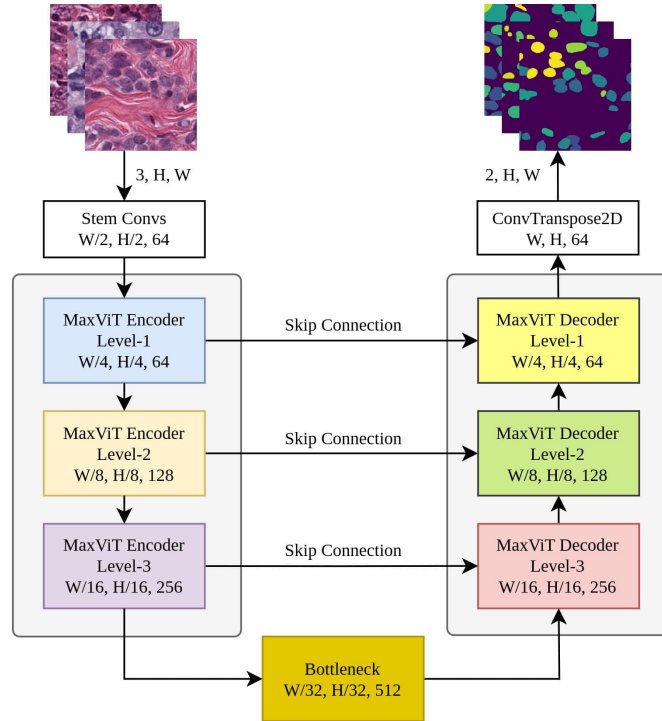 3, H, W
2, H, W
Stem Convs
W/2, H/2, 64
ConvTranspose2D
W, H, 64
MaxViT Encoder
Level-1
W/4, H/4, 64
Skip Connection
MaxViT Decoder
Level-1
W/4, H/4, 64
MaxViT Encoder
Level-2
W/8, H/8, 128
Skip Connection
MaxViT Decoder
Level-2
W/8, H/8, 128
MaxViT Encoder
Level-3
W/16, H/16, 256
Skip Connection
MaxViT Decoder
Level-3
W/16, H/16, 256
Bottleneck
W/32, H/32, 512